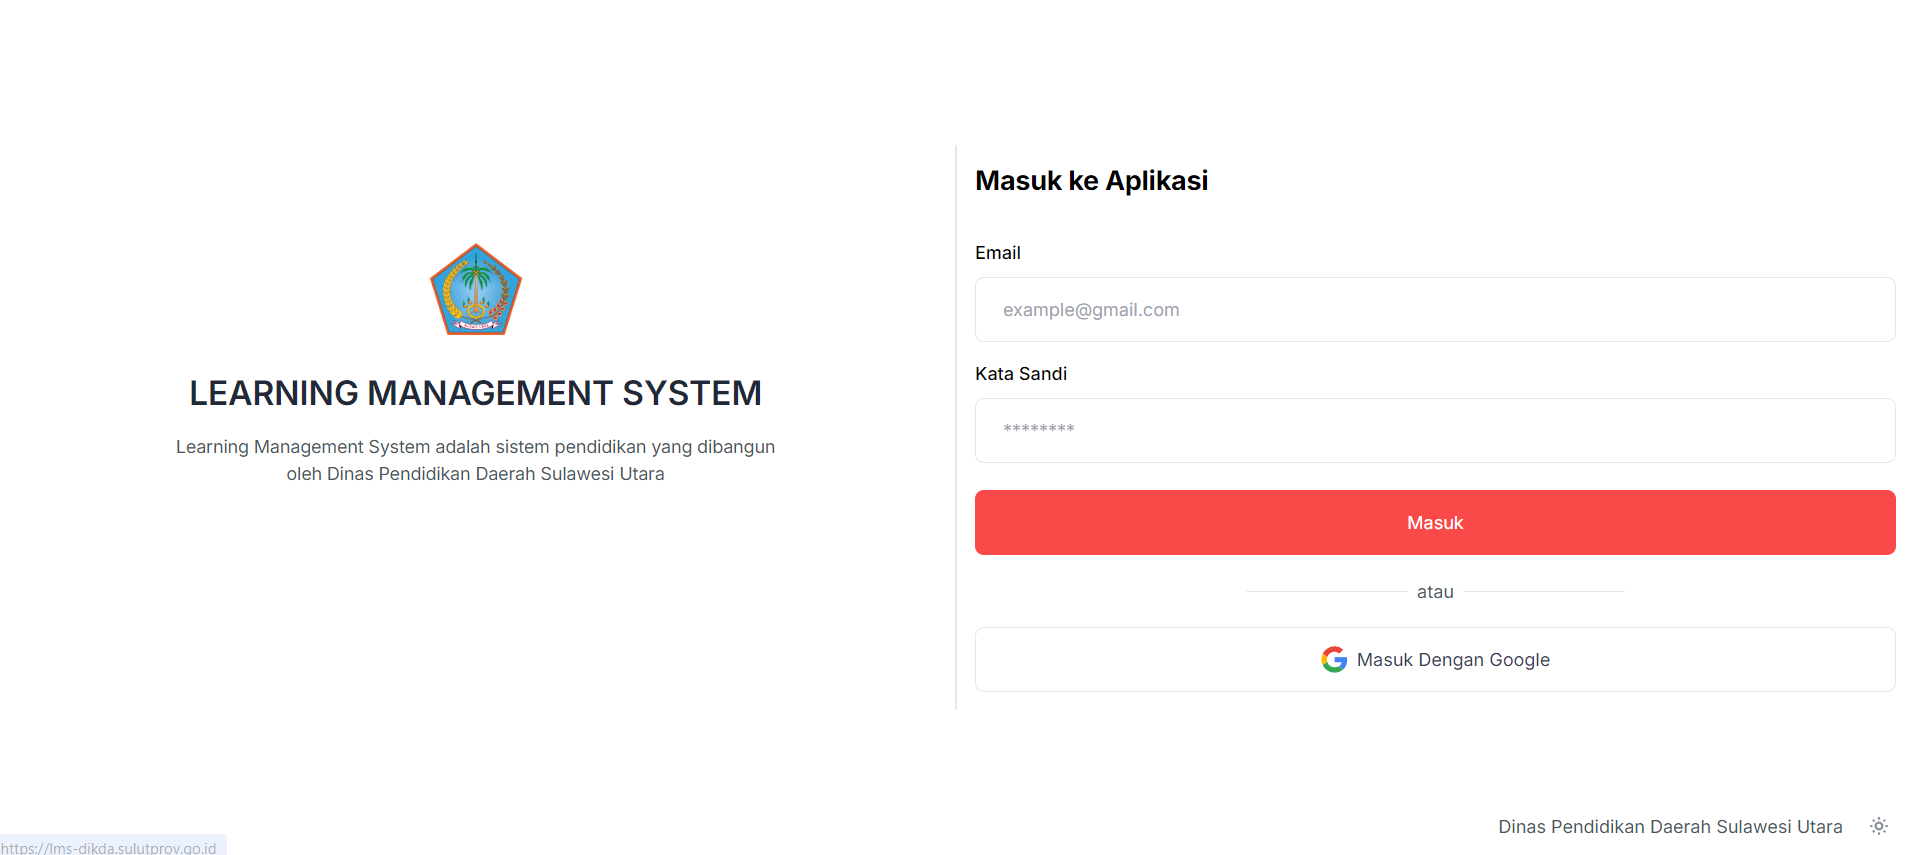 LEARNING MANAGEMENT SYSTEM
Learning Management System adalah sistem pendidikan yang dibangun
oleh Dinas Pendidikan Daerah Sulawesi Utara
Masuk ke Aplikasi
Email
example@gmail.com
Kata Sandi
********
Masuk
atau
Masuk Dengan Google
Dinas Pendidikan Daerah Sulawesi Utara
https://lms-dikda.sulutprov.go.id